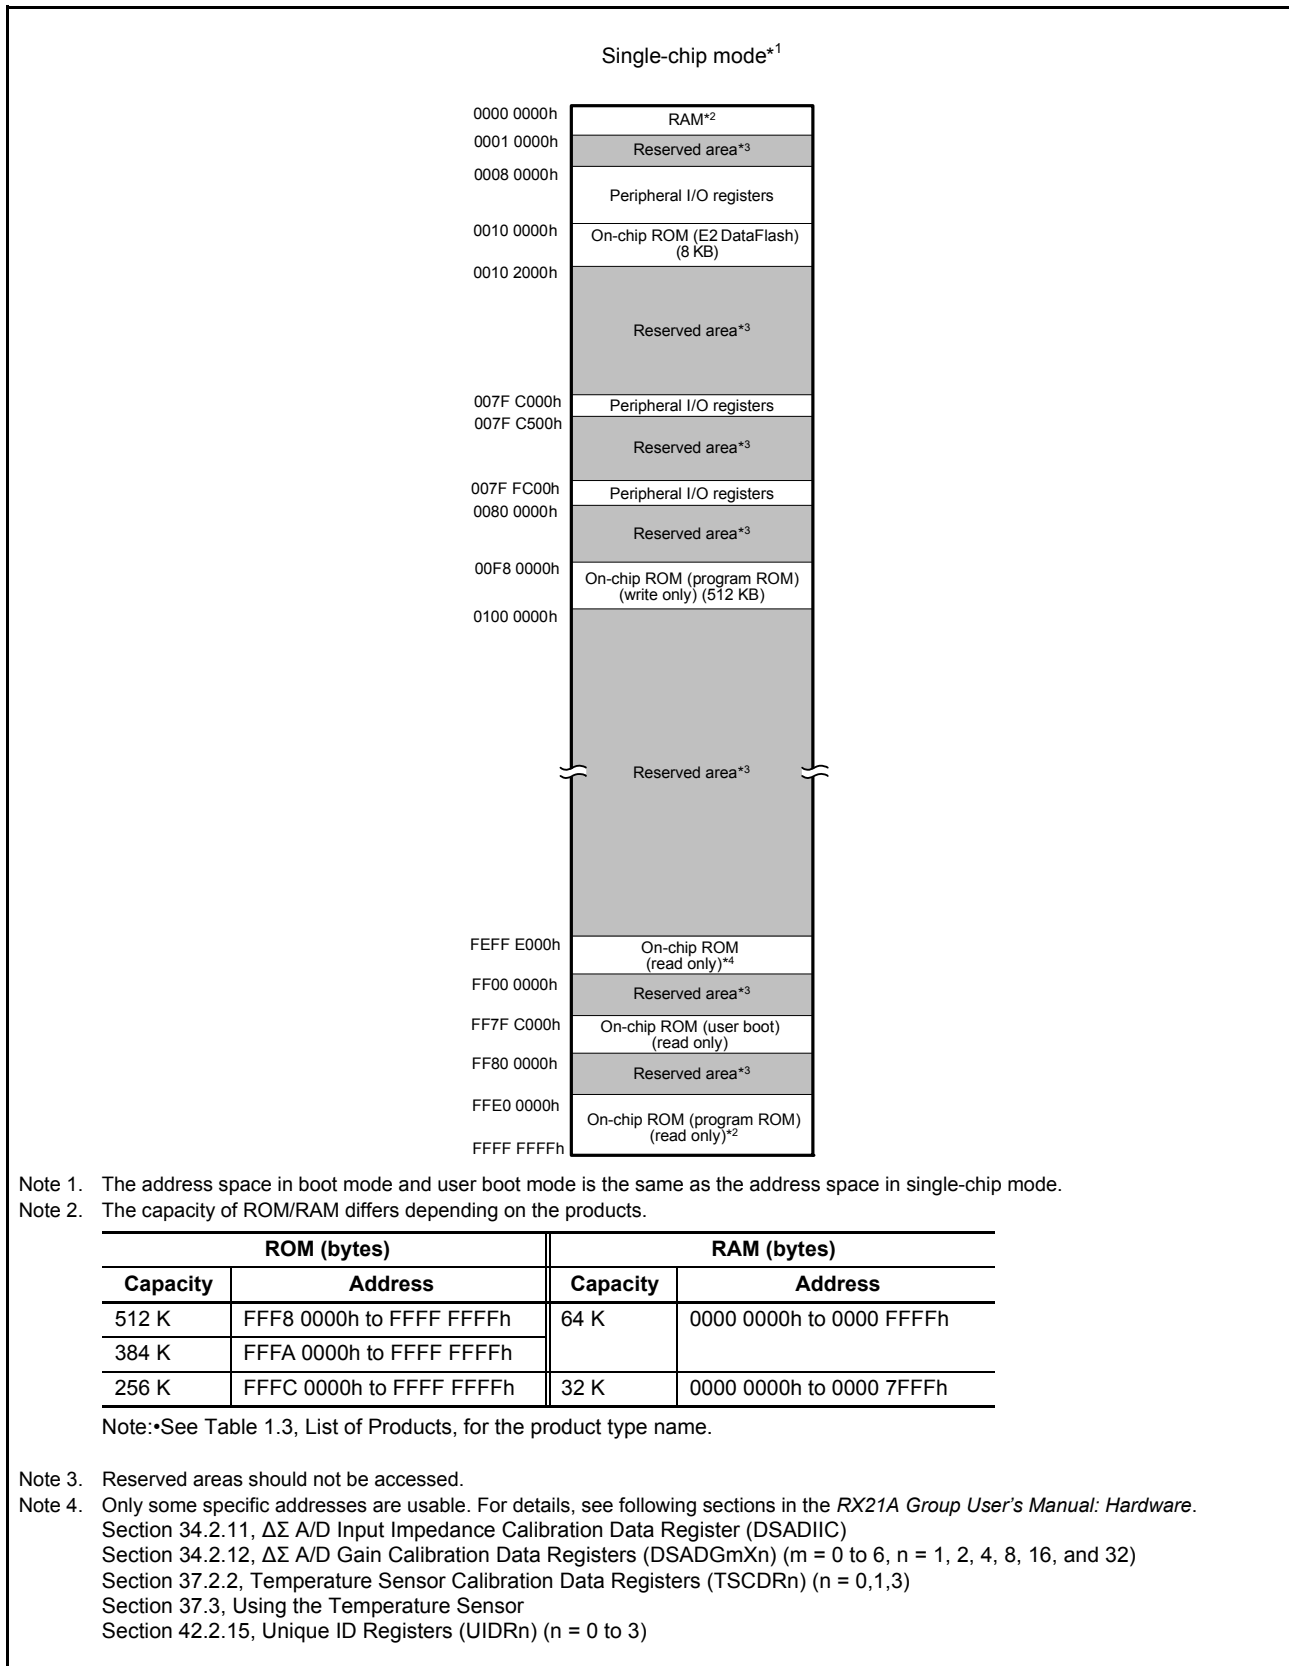 Single-chip mode*1
0000 0000h
RAM*2
0001 0000h
Reserved area*3
0008 0000h
Peripheral I/O registers
0010 0000h
On-chip ROM (E2 DataFlash)
(8 KB)
0010 2000h
Reserved area*3
007F C000h
Peripheral I/O registers
007F C500h
Reserved area*3
007F FC00h
Peripheral I/O registers
0080 0000h
Reserved area*3
00F8 0000h
On-chip ROM (program ROM)
(write only) (512 KB)
0100 0000h
Reserved area*3
FEFF E000h
On-chip ROM
(read only)*4
FF00 0000h
Reserved area*3
FF7F C000h
On-chip ROM (user boot)
(read only)
FF80 0000h
Reserved area*3
FFE0 0000h
On-chip ROM (program ROM)
(read only)*2
FFFF FFFFh
Note 1. The address space in boot mode and user boot mode is the same as the address space in single-chip mode.
Note 2. The capacity of ROM/RAM differs depending on the products.
ROM (bytes) RAM (bytes)
Capacity Address Capacity Address
512 K FFF8 0000h to FFFF FFFFh 64 K 0000 0000h to 0000 FFFFh
384 K FFFA 0000h to FFFF FFFFh
256 K FFFC 0000h to FFFF FFFFh 32 K 0000 0000h to 0000 7FFFh
Note:•See Table 1.3, List of Products, for the product type name.
Note 3. Reserved areas should not be accessed.
Note 4. Only some specific addresses are usable. For details, see following sections in the RX21A Group User's Manual: Hardware.
Section 34.2.11, ΔΣ A/D Input Impedance Calibration Data Register (DSADIIC)
Section 34.2.12, ΔΣ A/D Gain Calibration Data Registers (DSADGmXn) (m = 0 to 6, n = 1, 2, 4, 8, 16, and 32)
Section 37.2.2, Temperature Sensor Calibration Data Registers (TSCDRn) (n = 0,1,3)
Section 37.3, Using the Temperature Sensor
Section 42.2.15, Unique ID Registers (UIDRn) (n = 0 to 3)